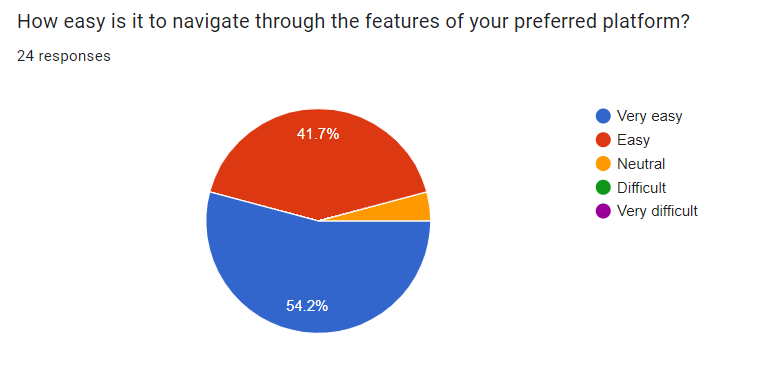 How easy is it to navigate through the features of your preferred platform?
24 responses
41.7%
54.2%
Very easy
Easy
Neutral
Difficult
Very difficult